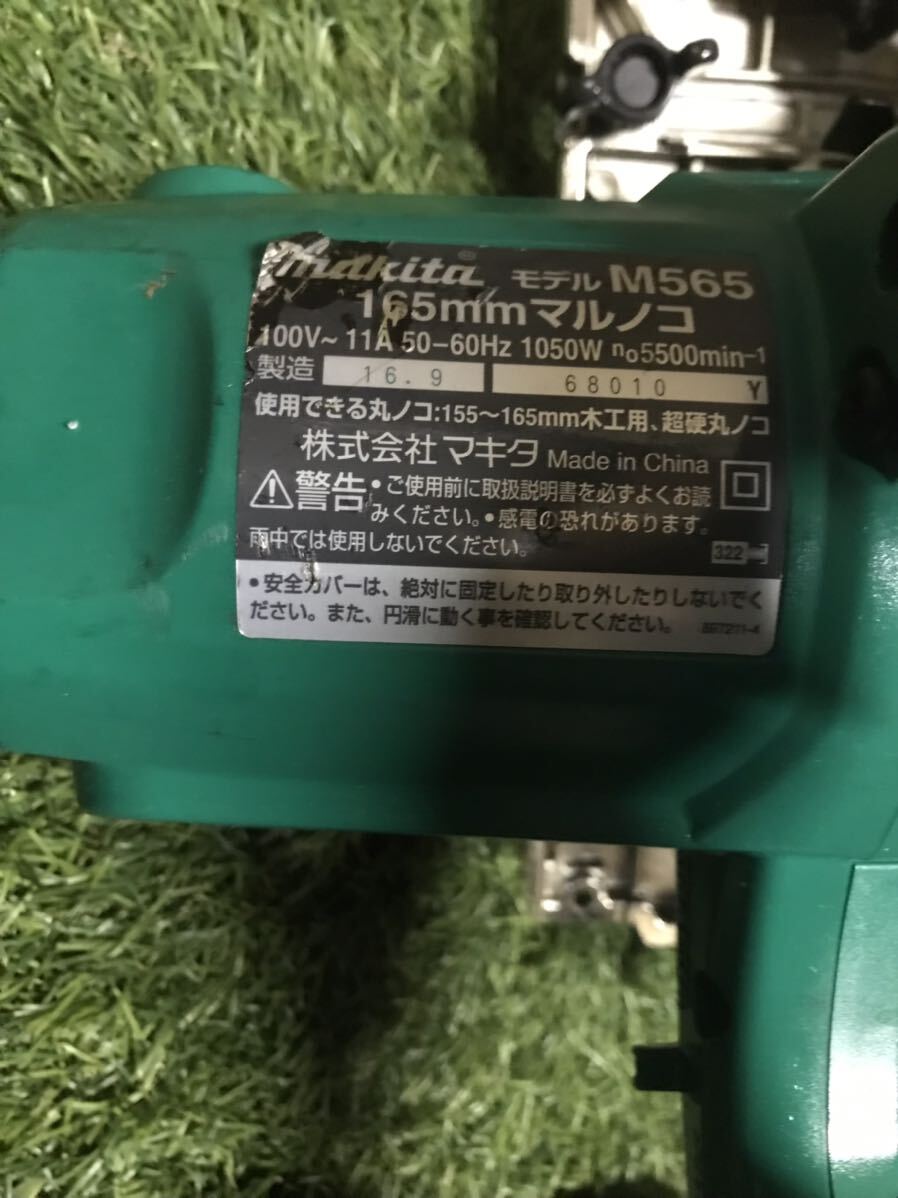 makita® モデル M565
165mmマルノコ
100V~ 11A 50-60Hz 1050W n₀5500min⁻¹
製造 16.9 68010 Y
使用できる丸ノコ:155～165mm木工用、超硬丸ノコ
株式会社マキタ Made in China
警告 ・ご使用前に取扱説明書を必ずよくお読
みください。・感電の恐れがあります。
雨中では使用しないでください。
322
・安全カバーは、絶対に固定したり取り外したりしないでく
ださい。また、円滑に動く事を確認してください。